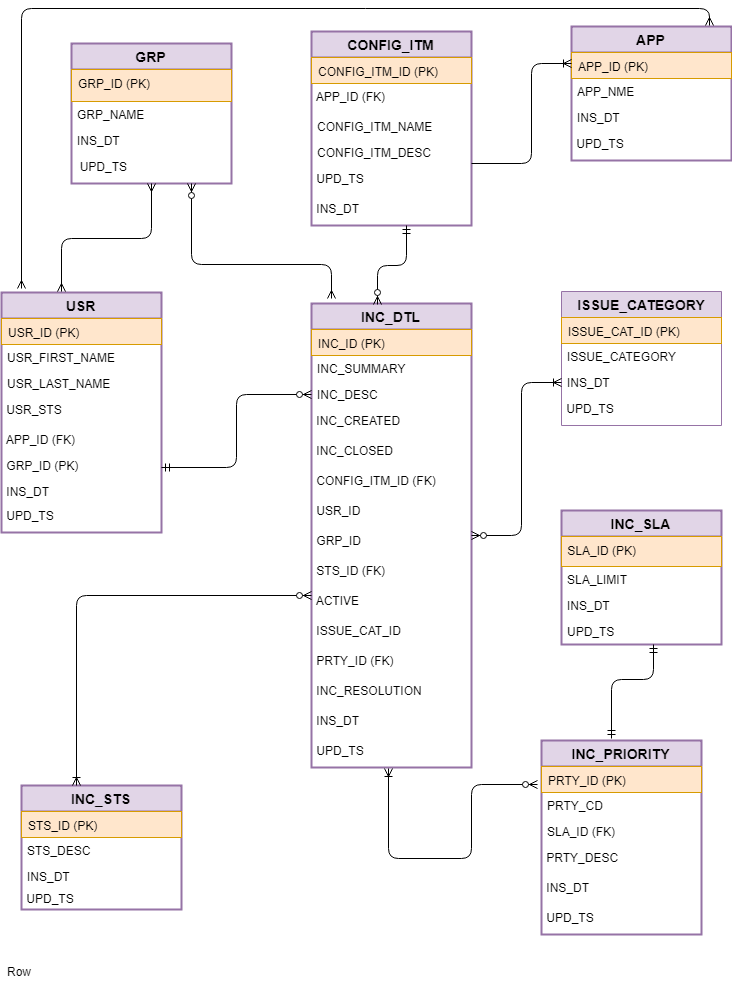 GRP
GRP_ID (PK)
GRP_NAME
INS_DT
UPD_TS
CONFIG_ITM
CONFIG_ITM_ID (PK)
APP_ID (FK)
CONFIG_ITM_NAME
CONFIG_ITM_DESC
UPD_TS
INS_DT
APP
APP_ID (PK)
APP_NME
INS_DT
UPD_TS
USR
USR_ID (PK)
USR_FIRST_NAME
USR_LAST_NAME
USR_STS
APP_ID (FK)
GRP_ID (PK)
INS_DT
UPD_TS
INC_DTL
INC_ID (PK)
INC_SUMMARY
INC_DESC
INC_CREATED
INC_CLOSED
CONFIG_ITM_ID (FK)
USR_ID
GRP_ID
STS_ID (FK)
ACTIVE
ISSUE_CAT_ID
PRTY_ID (FK)
INC_RESOLUTION
INS_DT
UPD_TS
ISSUE_CATEGORY
ISSUE_CAT_ID (PK)
ISSUE_CATEGORY
INS_DT
UPD_TS
INC_SLA
SLA_ID (PK)
SLA_LIMIT
INS_DT
UPD_TS
INC_STS
STS_ID (PK)
STS_DESC
INS_DT
UPD_TS
INC_PRIORITY
PRTY_ID (PK)
PRTY_CD
SLA_ID (FK)
PRTY_DESC
INS_DT
UPD_TS
Row